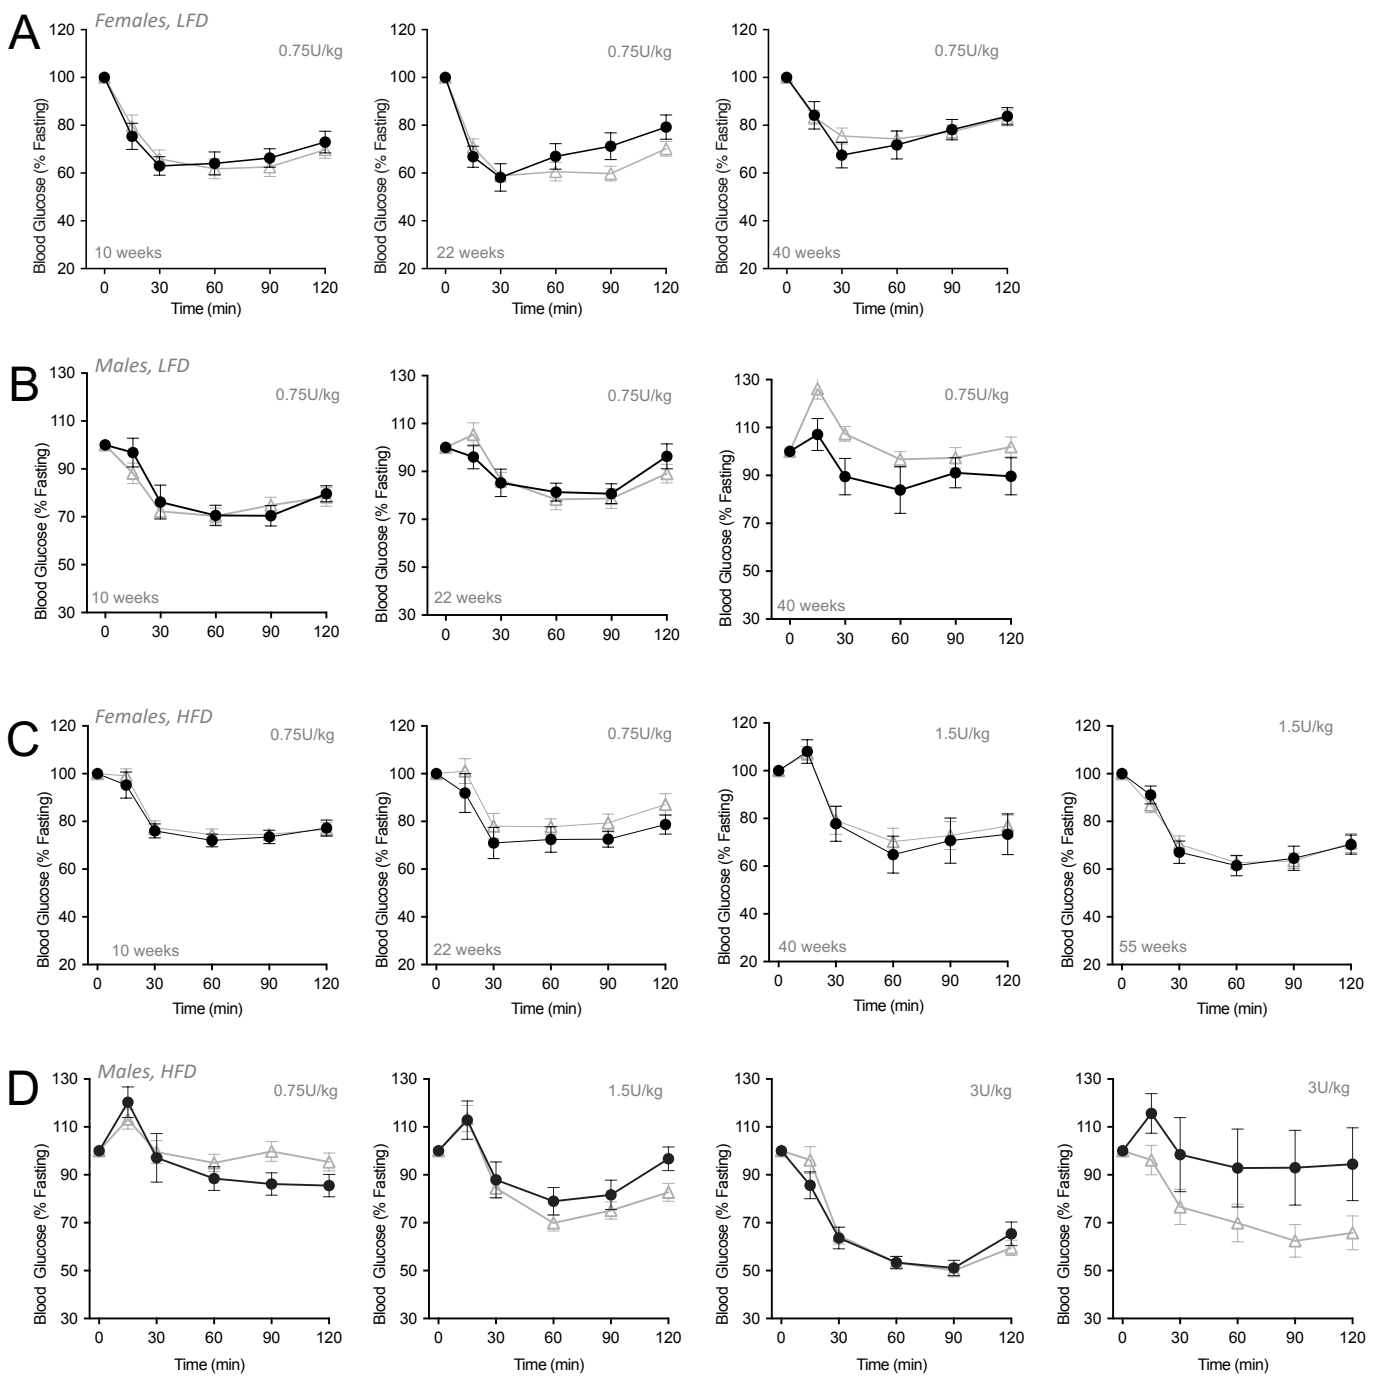 A
Females, LFD
120
100
80
60
40
20
Blood Glucose (% Fasting)
0.75U/kg
10 weeks
0 30 60 90 120
Time (min)
120
100
80
60
40
20
Blood Glucose (% Fasting)
0.75U/kg
22 weeks
0 30 60 90 120
Time (min)
120
100
80
60
40
20
Blood Glucose (% Fasting)
0.75U/kg
40 weeks
0 30 60 90 120
Time (min)
B
Males, LFD
130
110
90
70
50
30
Blood Glucose (% Fasting)
0.75U/kg
10 weeks
0 30 60 90 120
130
110
90
70
50
30
Blood Glucose (% Fasting)
0.75U/kg
22 weeks
0 30 60 90 120
130
110
90
70
50
30
Blood Glucose (% Fasting)
0.75U/kg
40 weeks
0 30 60 90 120
C
Females, HFD
120
100
80
60
40
20
Blood Glucose (% Fasting)
0.75U/kg
10 weeks
0 30 60 90 120
Time (min)
120
100
80
60
40
20
Blood Glucose (% Fasting)
0.75U/kg
22 weeks
0 30 60 90 120
Time (min)
120
100
80
60
40
20
Blood Glucose (% Fasting)
1.5U/kg
40 weeks
0 30 60 90 120
Time (min)
120
100
80
60
40
20
Blood Glucose (% Fasting)
1.5U/kg
55 weeks
0 30 60 90 120
Time (min)
D
Males, HFD
130
110
90
70
50
30
Blood Glucose (% Fasting)
0.75U/kg
0 30 60 90 120
Time (min)
130
110
90
70
50
30
Blood Glucose (% Fasting)
1.5U/kg
0 30 60 90 120
Time (min)
130
110
90
70
50
30
Blood Glucose (% Fasting)
3U/kg
0 30 60 90 120
Time (min)
130
110
90
70
50
30
Blood Glucose (% Fasting)
3U/kg
0 30 60 90 120
Time (min)